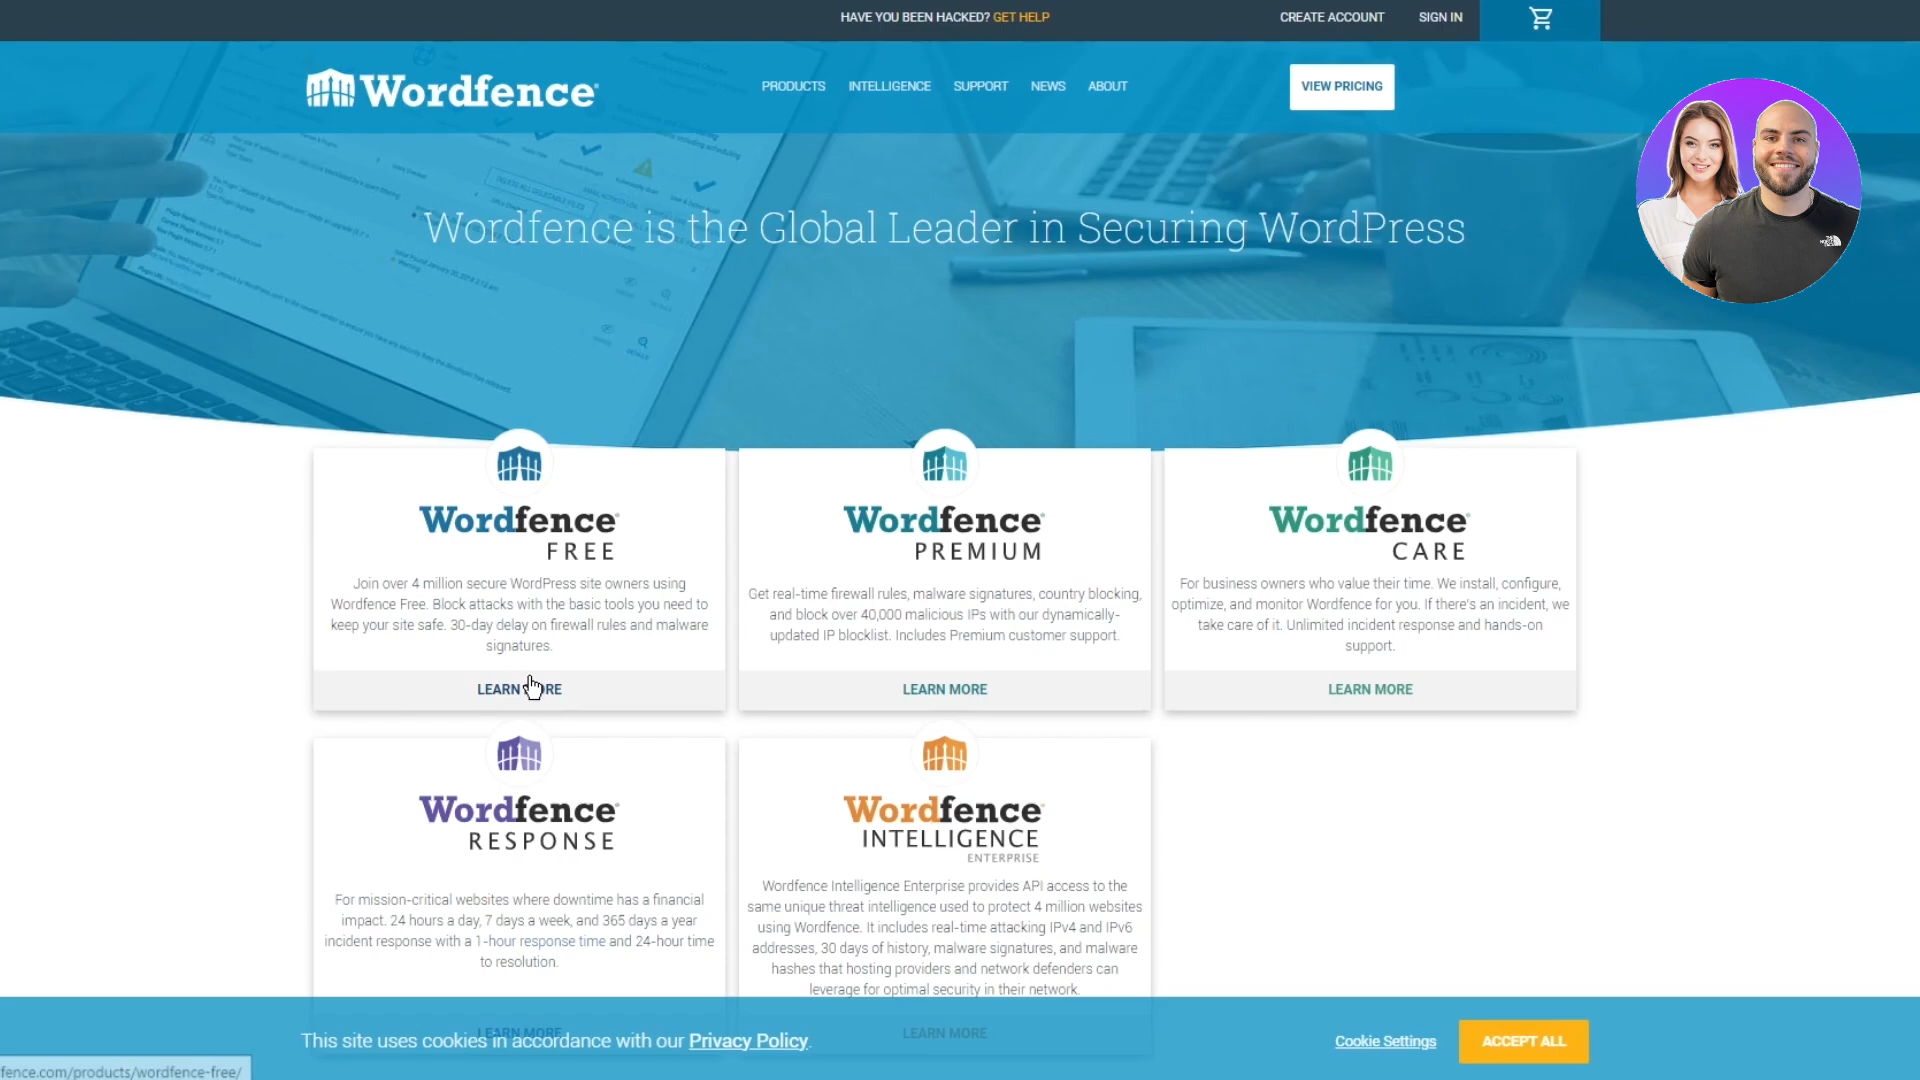 HAVE YOU BEEN HACKED? GET HELP
CREATE ACCOUNT
SIGN IN
Wordfence
PRODUCTS
INTELLIGENCE
SUPPORT
NEWS
ABOUT
VIEW PRICING
Wordfence is the Global Leader in Securing WordPress
Wordfence
FREE
Join over 4 million secure WordPress site owners using
Wordfence Free. Block attacks with the basic tools you need to
keep your site safe. 30-day delay on firewall rules and malware
signatures.
LEARN MORE
Wordfence
PREMIUM
Get real-time firewall rules, malware signatures, country blocking,
and block over 40,000 malicious IPs with our dynamically-
updated IP blocklist. Includes Premium customer support.
LEARN MORE
Wordfence
CARE
For business owners who value their time. We install, configure,
optimize, and monitor Wordfence for you. If there's an incident, we
take care of it. Unlimited incident response and hands-on
support.
LEARN MORE
Wordfence
RESPONSE
For mission-critical websites where downtime has a financial
impact. 24 hours a day, 7 days a week, and 365 days a year
incident response with a 1-hour response time and 24-hour time
to resolution.
LEARN MORE
Wordfence
INTELLIGENCE
ENTERPRISE
Wordfence Intelligence Enterprise provides API access to the
same unique threat intelligence used to protect 4 million websites
using Wordfence. It includes real-time attacking IPv4 and IPv6
addresses, 30 days of history, malware signatures, and malware
hashes that hosting providers and network defenders can
leverage for optimal security in their network.
LEARN MORE
This site uses cookies in accordance with our Privacy Policy.
Cookie Settings
ACCEPT ALL
fence.com/products/wordfence-free/